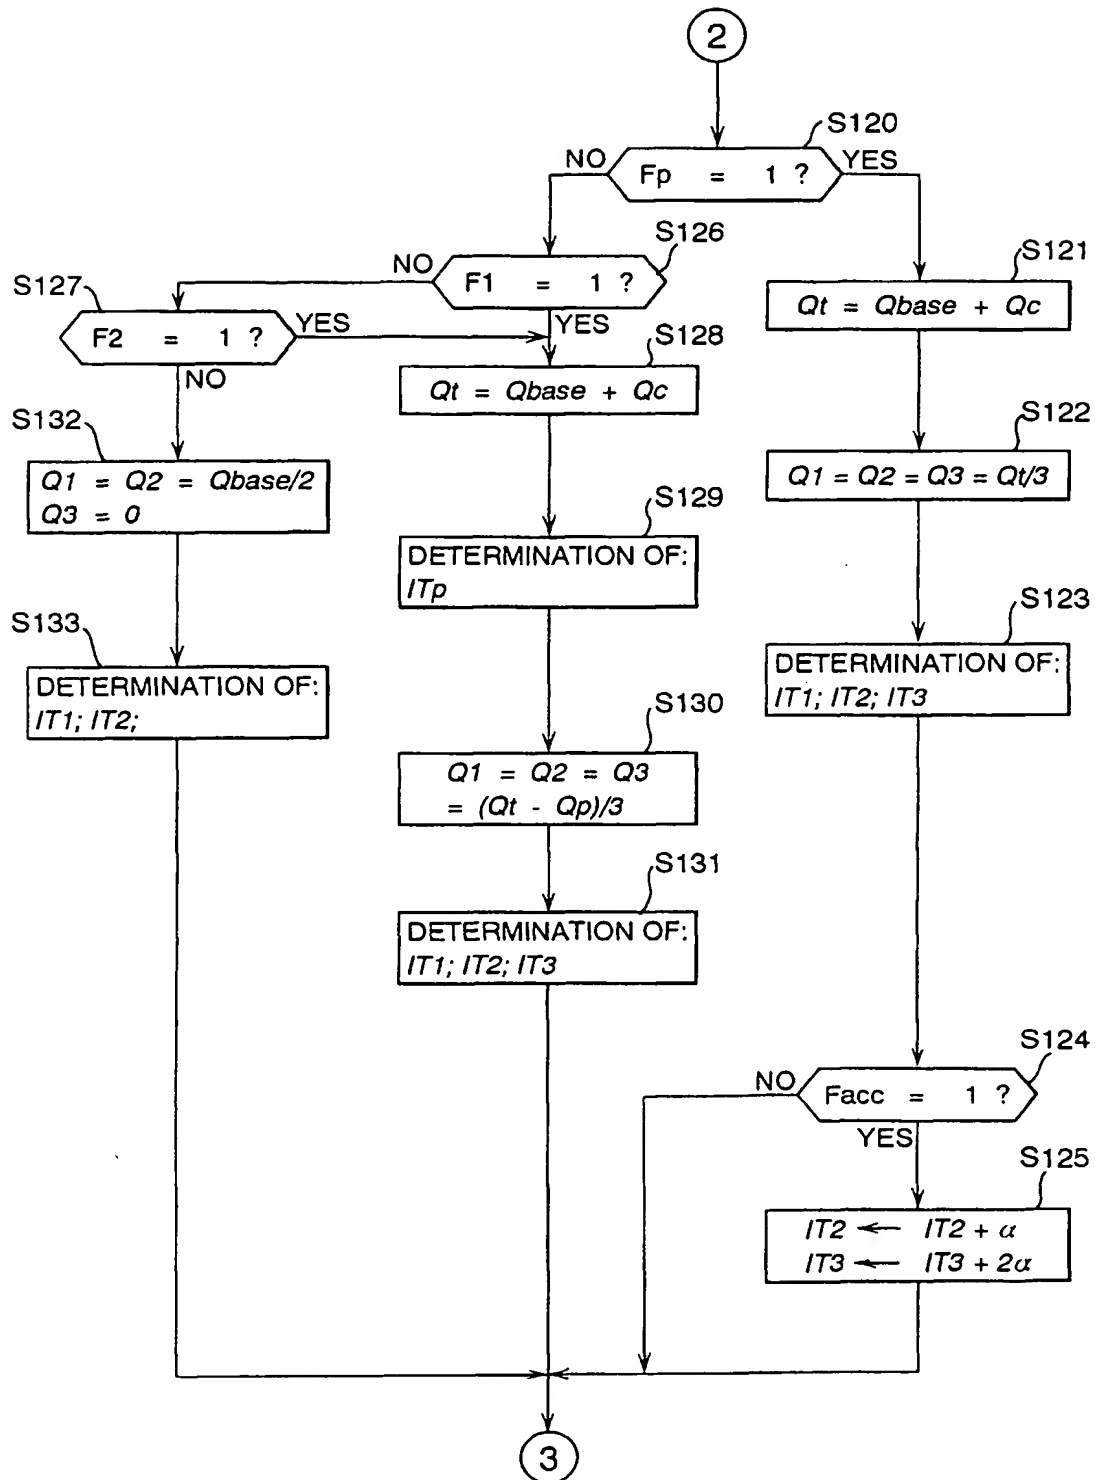 2
S120
NO
YES
Fp = 1 ?
S126
NO
F1 = 1 ?
YES
S121
Qt = Qbase + Qc
S127
F2 = 1 ?
YES
NO
S128
Qt = Qbase + Qc
S122
Q1 = Q2 = Q3 = Qt/3
S132
Q1 = Q2 = Qbase/2
Q3 = 0
S129
DETERMINATION OF:
ITp
S123
DETERMINATION OF:
IT1; IT2; IT3
S133
DETERMINATION OF:
IT1; IT2;
S130
Q1 = Q2 = Q3
= (Qt - Qp)/3
S131
DETERMINATION OF:
IT1; IT2; IT3
S124
NO
Facc = 1 ?
YES
S125
IT2 ← IT2 + α
IT3 ← IT3 + 2α
3